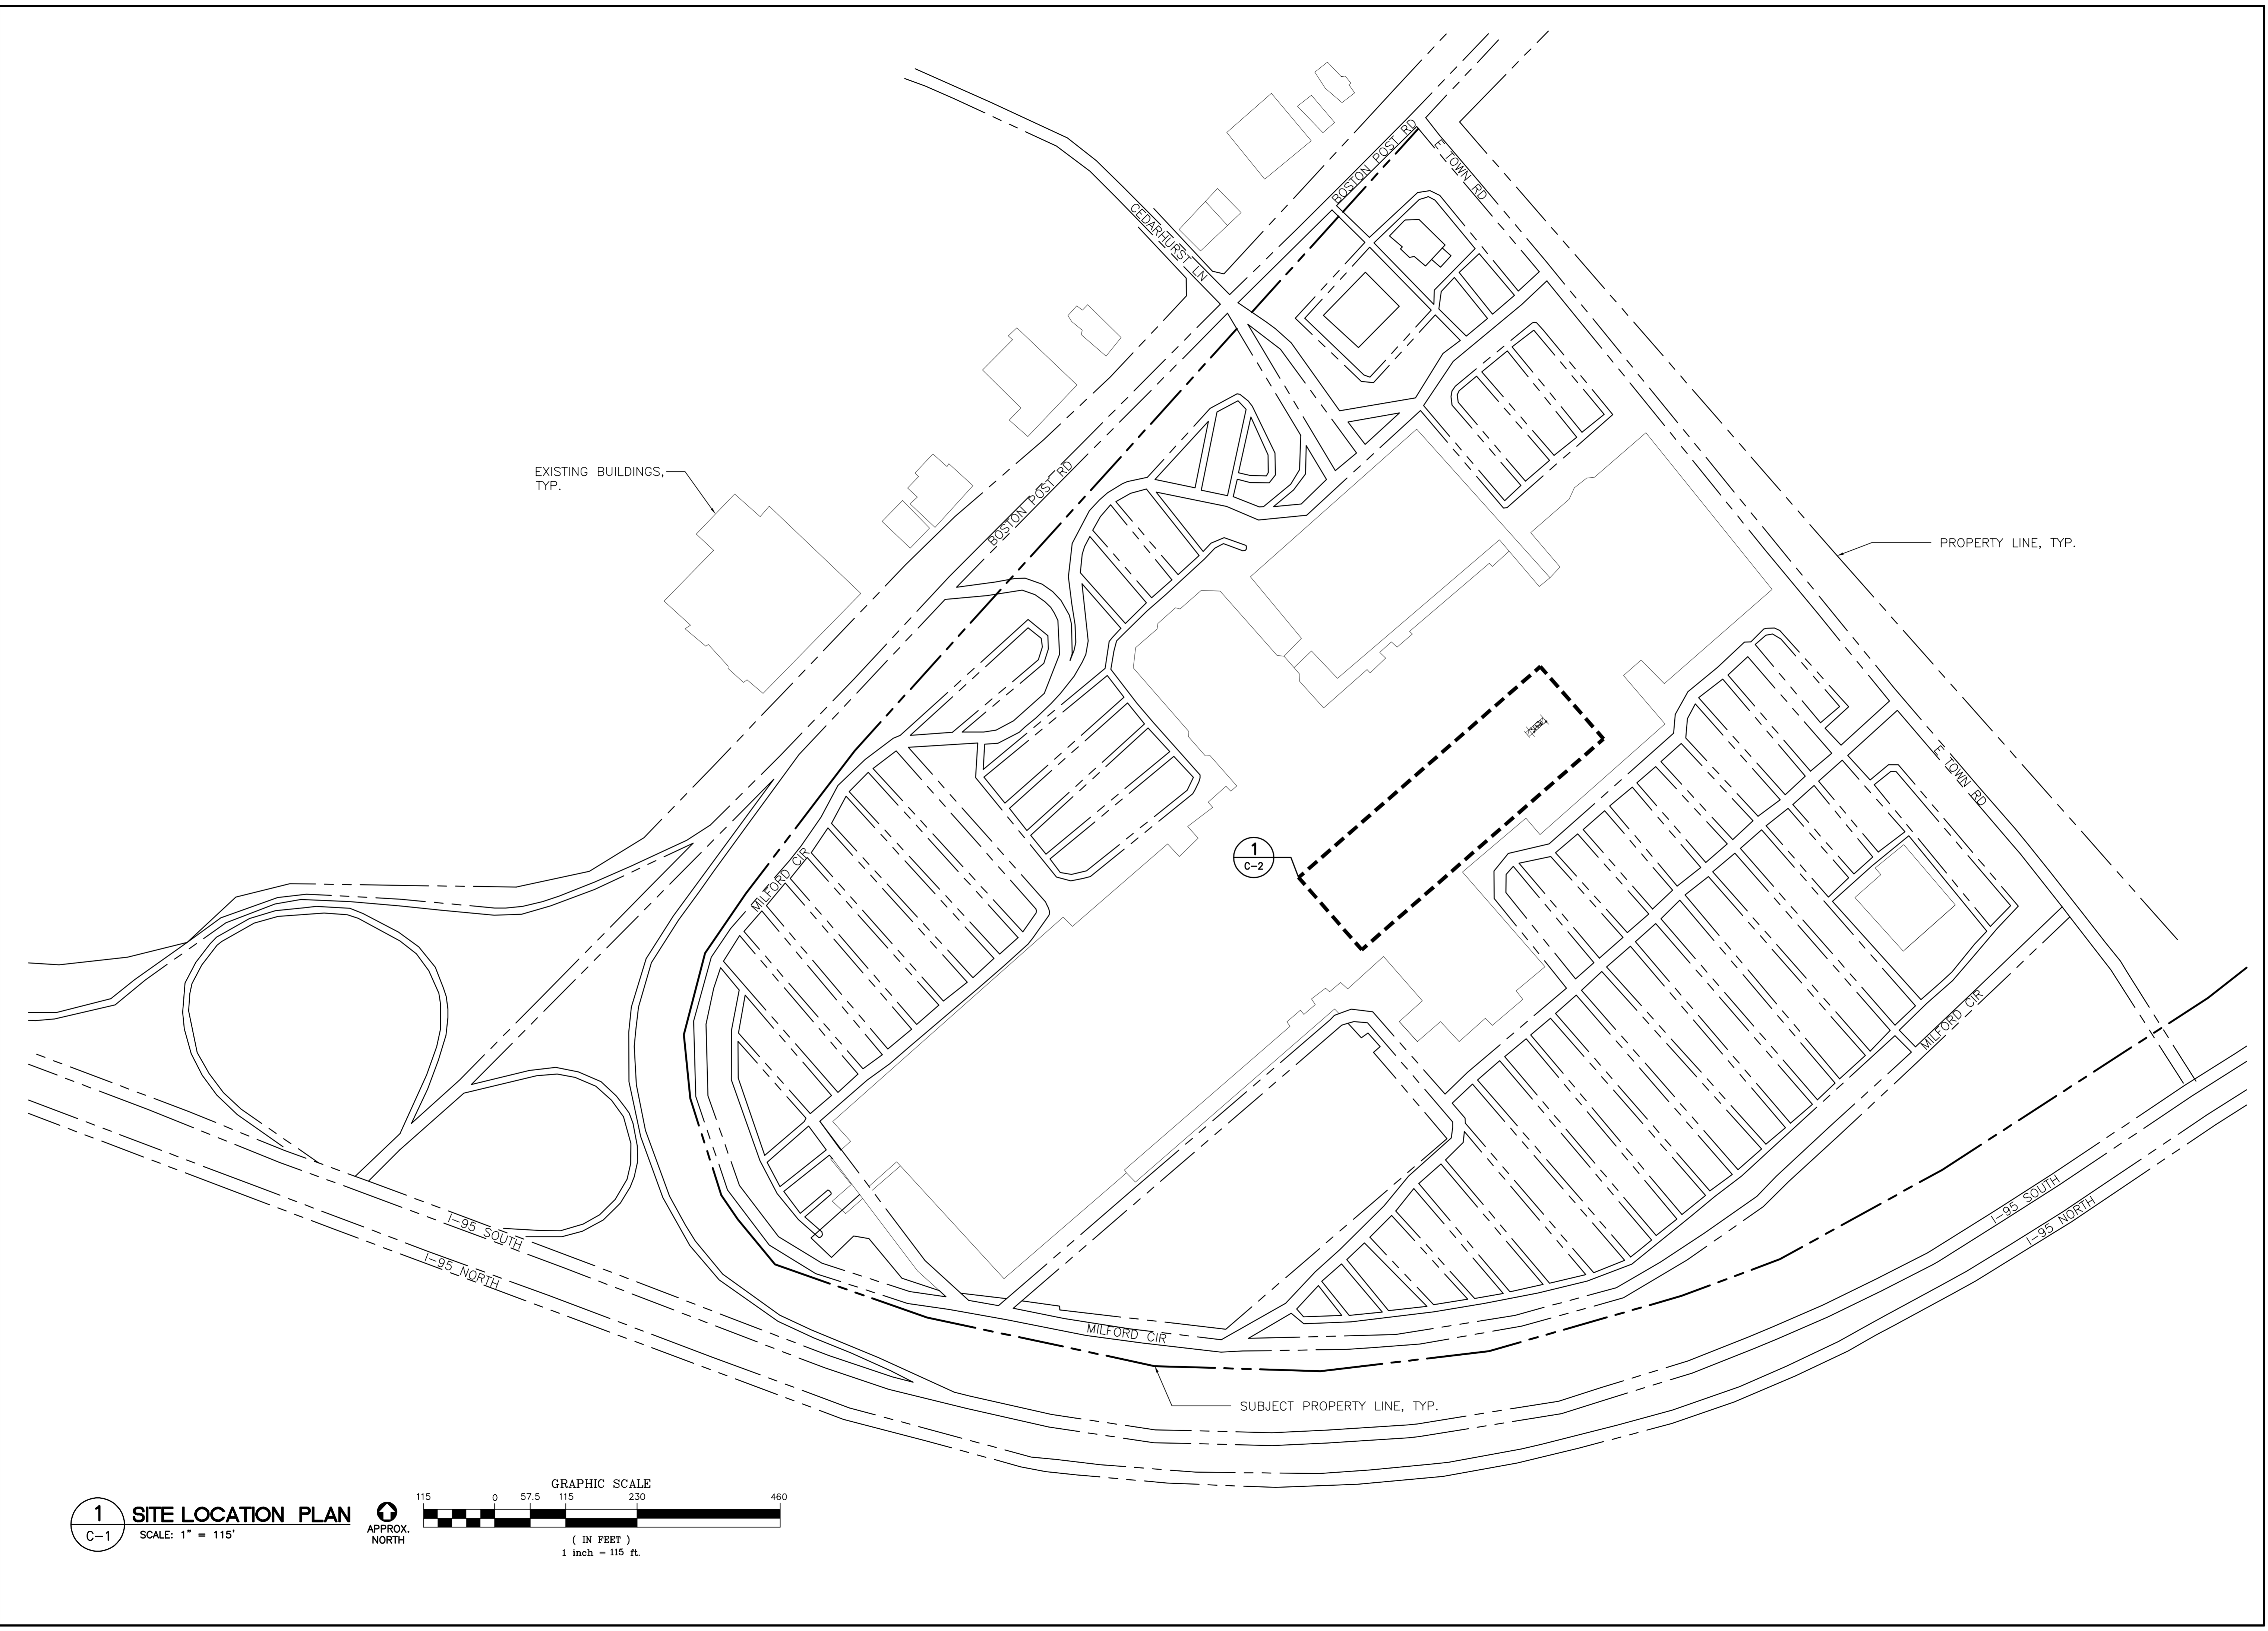 BOSTON POST RD
E TOWN RD
CEDARHURST LN
EXISTING BUILDINGS,
TYP.
BOSTON POST RD
PROPERTY LINE, TYP.
E TOWN RD
1
C-2
MILFORD CIR
MILFORD CIR
I-95 SOUTH
I-95 NORTH
I-95 SOUTH
I-95 NORTH
MILFORD CIR
SUBJECT PROPERTY LINE, TYP.
1
C-1
SITE LOCATION PLAN
SCALE: 1" = 115'
APPROX.
NORTH
GRAPHIC SCALE
115 0 57.5 115 230 460
( IN FEET )
1 inch = 115 ft.